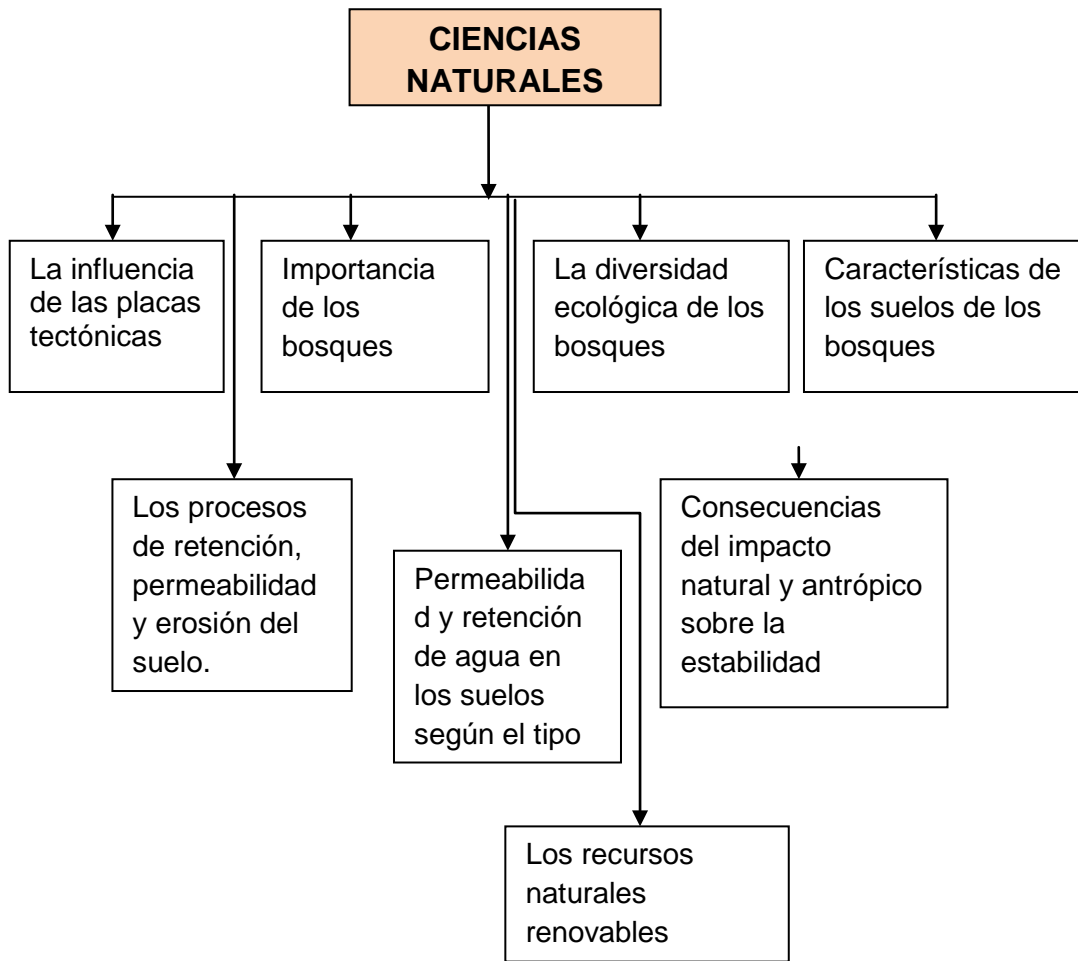 CIENCIAS
NATURALES
La influencia
de las placas
tectónicas
Importancia
de los
bosques
La diversidad
ecológica de los
bosques
Características de
los suelos de los
bosques
Los procesos
de retención,
permeabilidad
y erosión del
suelo.
Permeabilida
d y retención
de agua en
los suelos
según el tipo
Consecuencias
del impacto
natural y antrópico
sobre la
estabilidad
Los recursos
naturales
renovables